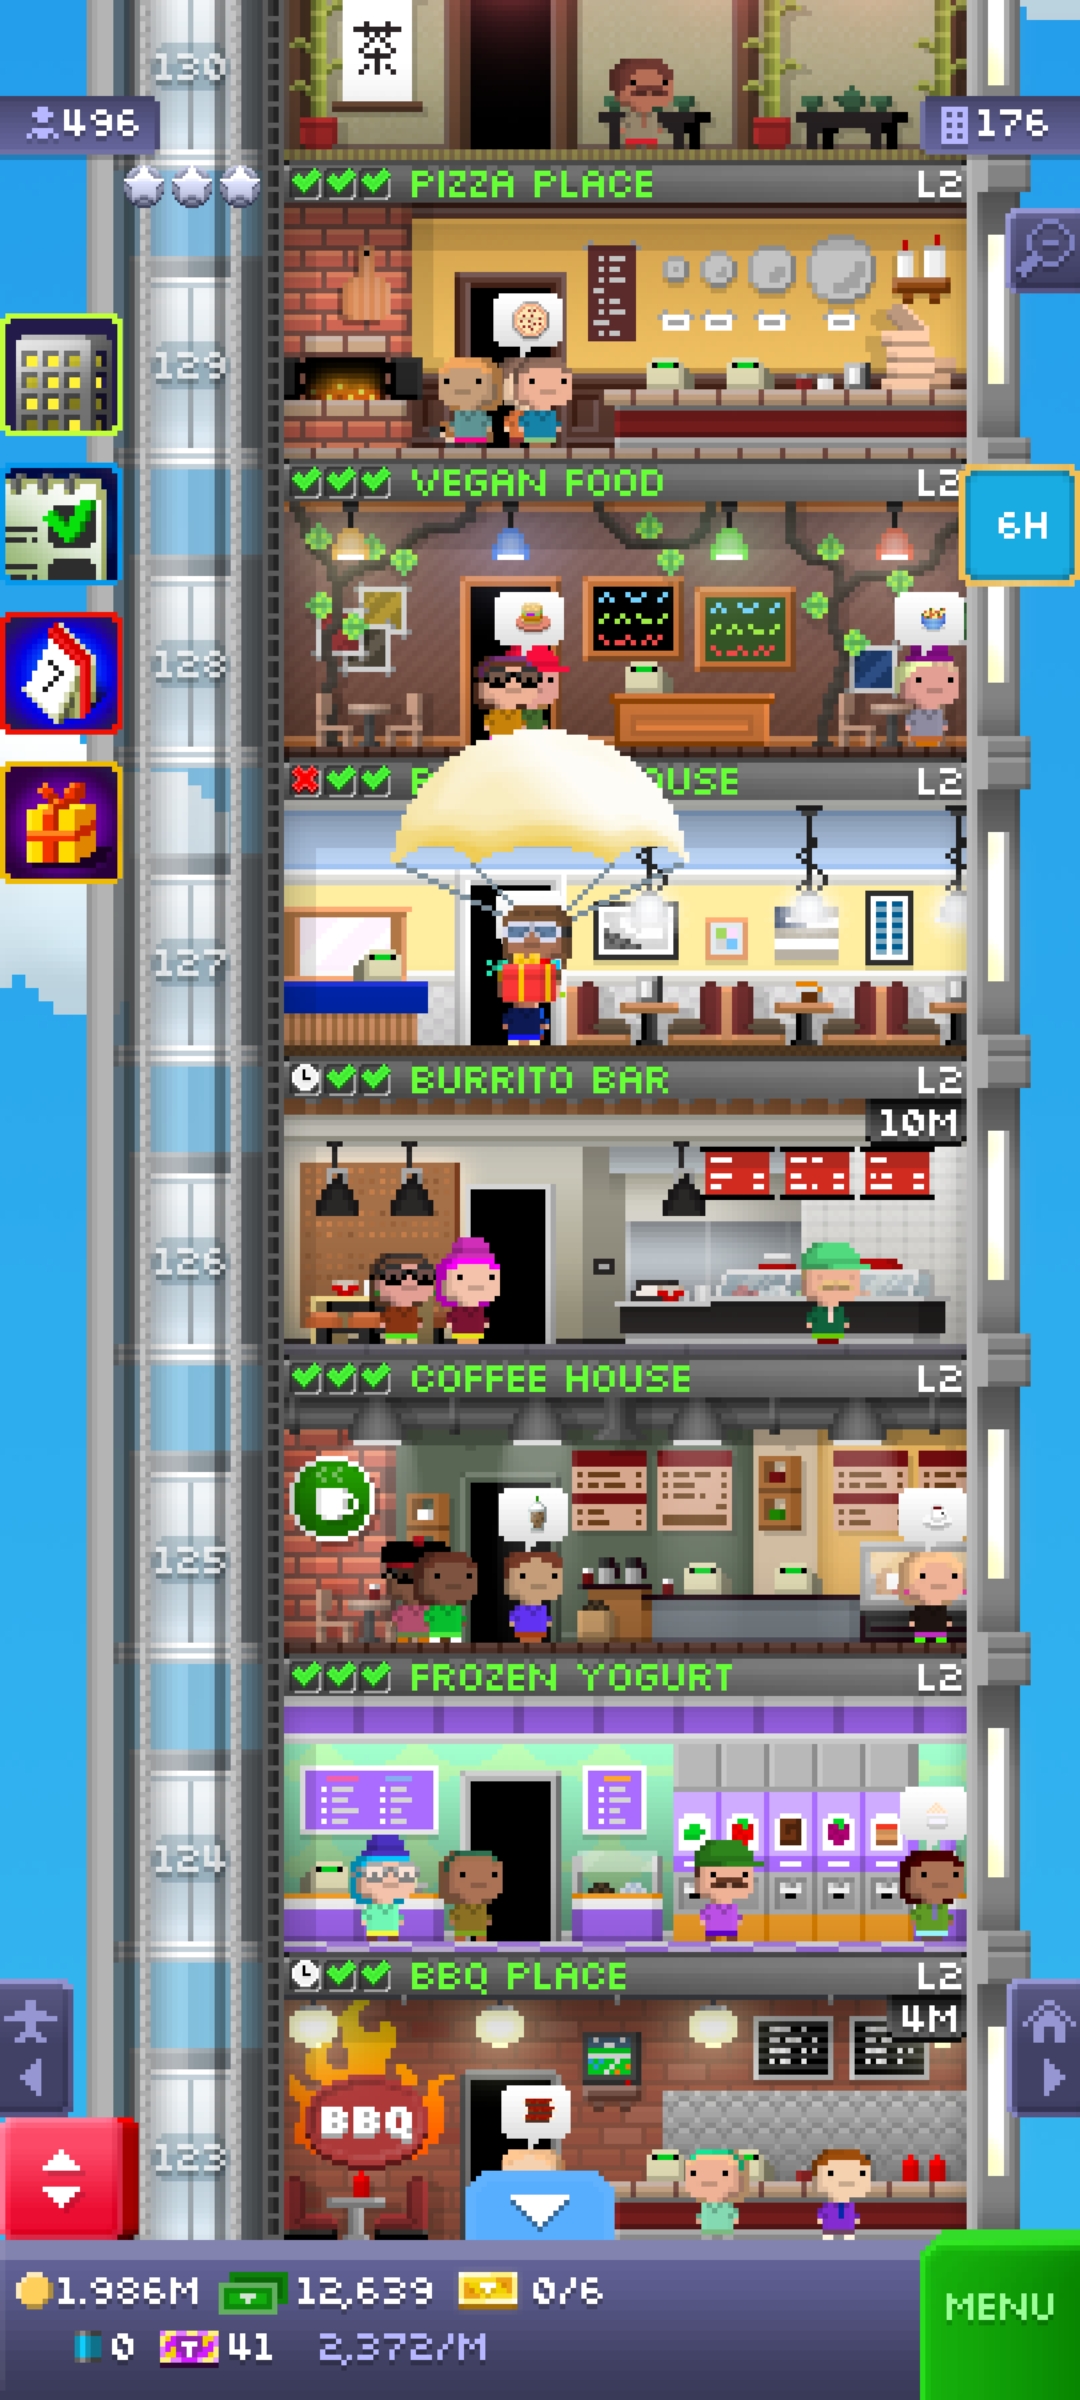 茶
130
496
176
PIZZA PLACE L2
129
VEGAN FOOD L2
6H
128
7
B OUSE L2
127
BURRITO BAR L2
10M
126
COFFEE HOUSE L2
125
FROZEN YOGURT L2
124
BBQ PLACE L2
4M
BBQ
123
1.986M 12,639 0/6
MENU
0 T 41 2,372/M